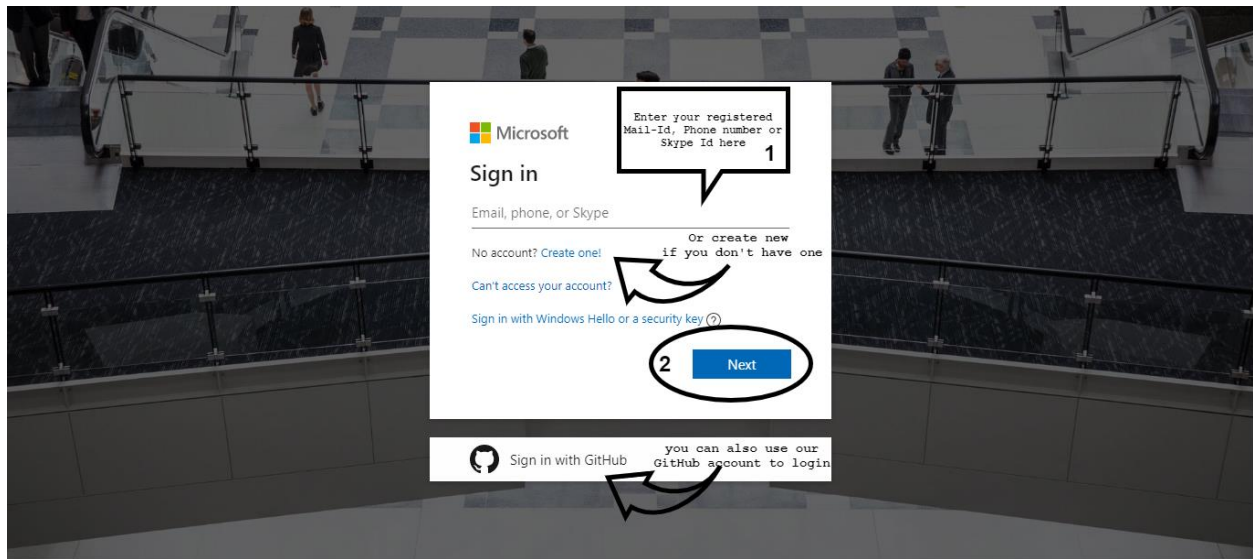 Microsoft
Enter your registered
Mail-Id, Phone number or
Skype Id here
1
Sign in
Email, phone, or Skype
Or create new
if you don't have one
No account? Create one!
Can't access your account?
Sign in with Windows Hello or a security key ?
2
Next
Sign in with GitHub
you can also use our
GitHub account to login